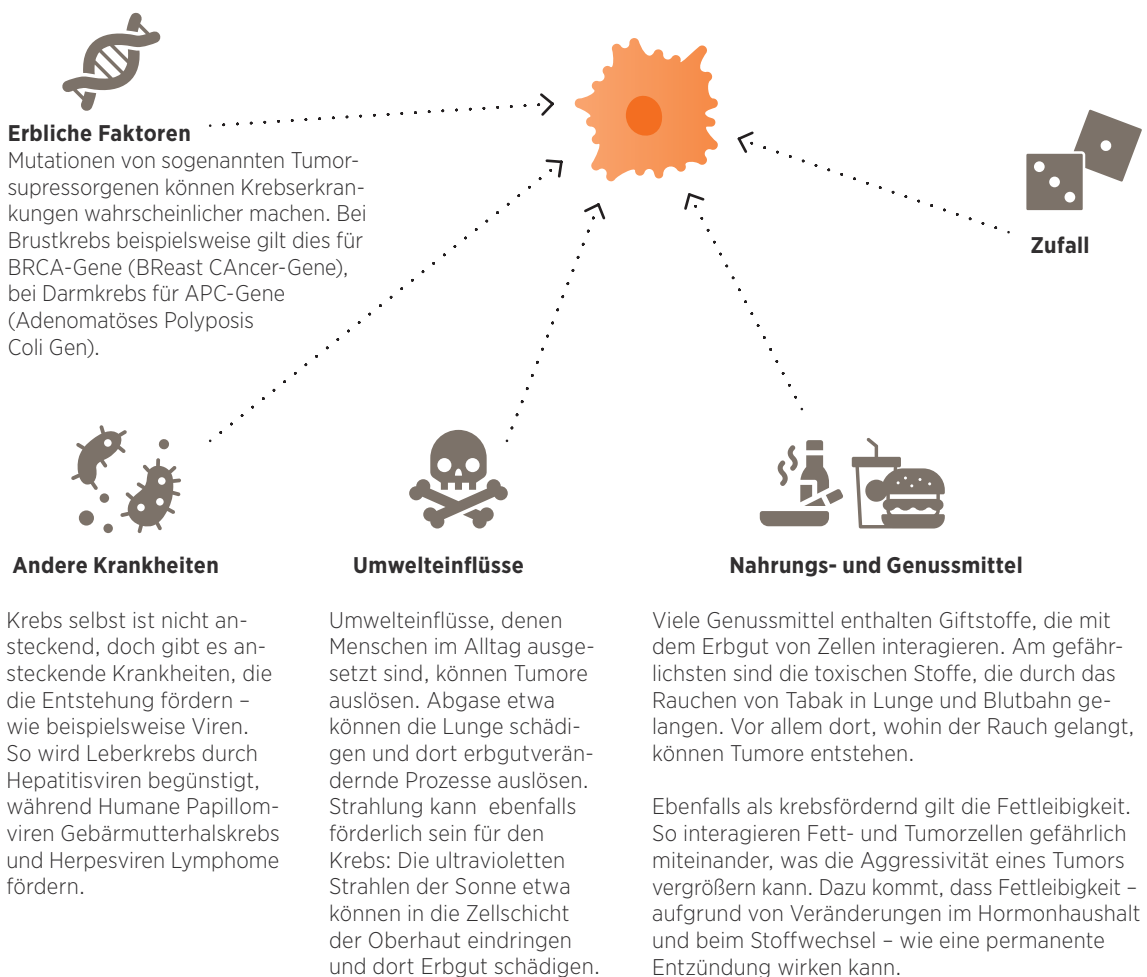 Erbliche Faktoren
Mutationen von sogenannten Tumor-
supressorgenen können Krebserkran-
kungen wahrscheinlicher machen. Bei
Brustkrebs beispielsweise gilt dies für
BRCA-Gene (BReast CAncer-Gene),
bei Darmkrebs für APC-Gene
(Adenomatöses Polyposis
Coli Gen).
Zufall
Andere Krankheiten
Krebs selbst ist nicht an-
steckend, doch gibt es an-
steckende Krankheiten, die
die Entstehung fördern –
wie beispielsweise Viren.
So wird Leberkrebs durch
Hepatitisviren begünstigt,
während Humane Papillom-
viren Gebärmutterhalskrebs
und Herpesviren Lymphome
fördern.
Umwelteinflüsse
Umwelteinflüsse, denen
Menschen im Alltag ausge-
setzt sind, können Tumore
auslösen. Abgase etwa
können die Lunge schädi-
gen und dort erbgutverän-
dernde Prozesse auslösen.
Strahlung kann  ebenfalls
förderlich sein für den
Krebs: Die ultravioletten
Strahlen der Sonne etwa
können in die Zellschicht
der Oberhaut eindringen
und dort Erbgut schädigen.
Nahrungs- und Genussmittel
Viele Genussmittel enthalten Giftstoffe, die mit
dem Erbgut von Zellen interagieren. Am gefähr-
lichsten sind die toxischen Stoffe, die durch das
Rauchen von Tabak in Lunge und Blutbahn ge-
langen. Vor allem dort, wohin der Rauch gelangt,
können Tumore entstehen.
Ebenfalls als krebsfördernd gilt die Fettleibigkeit.
So interagieren Fett- und Tumorzellen gefährlich
miteinander, was die Aggressivität eines Tumors
vergrößern kann. Dazu kommt, dass Fettleibigkeit –
aufgrund von Veränderungen im Hormonhaushalt
und beim Stoffwechsel – wie eine permanente
Entzündung wirken kann.